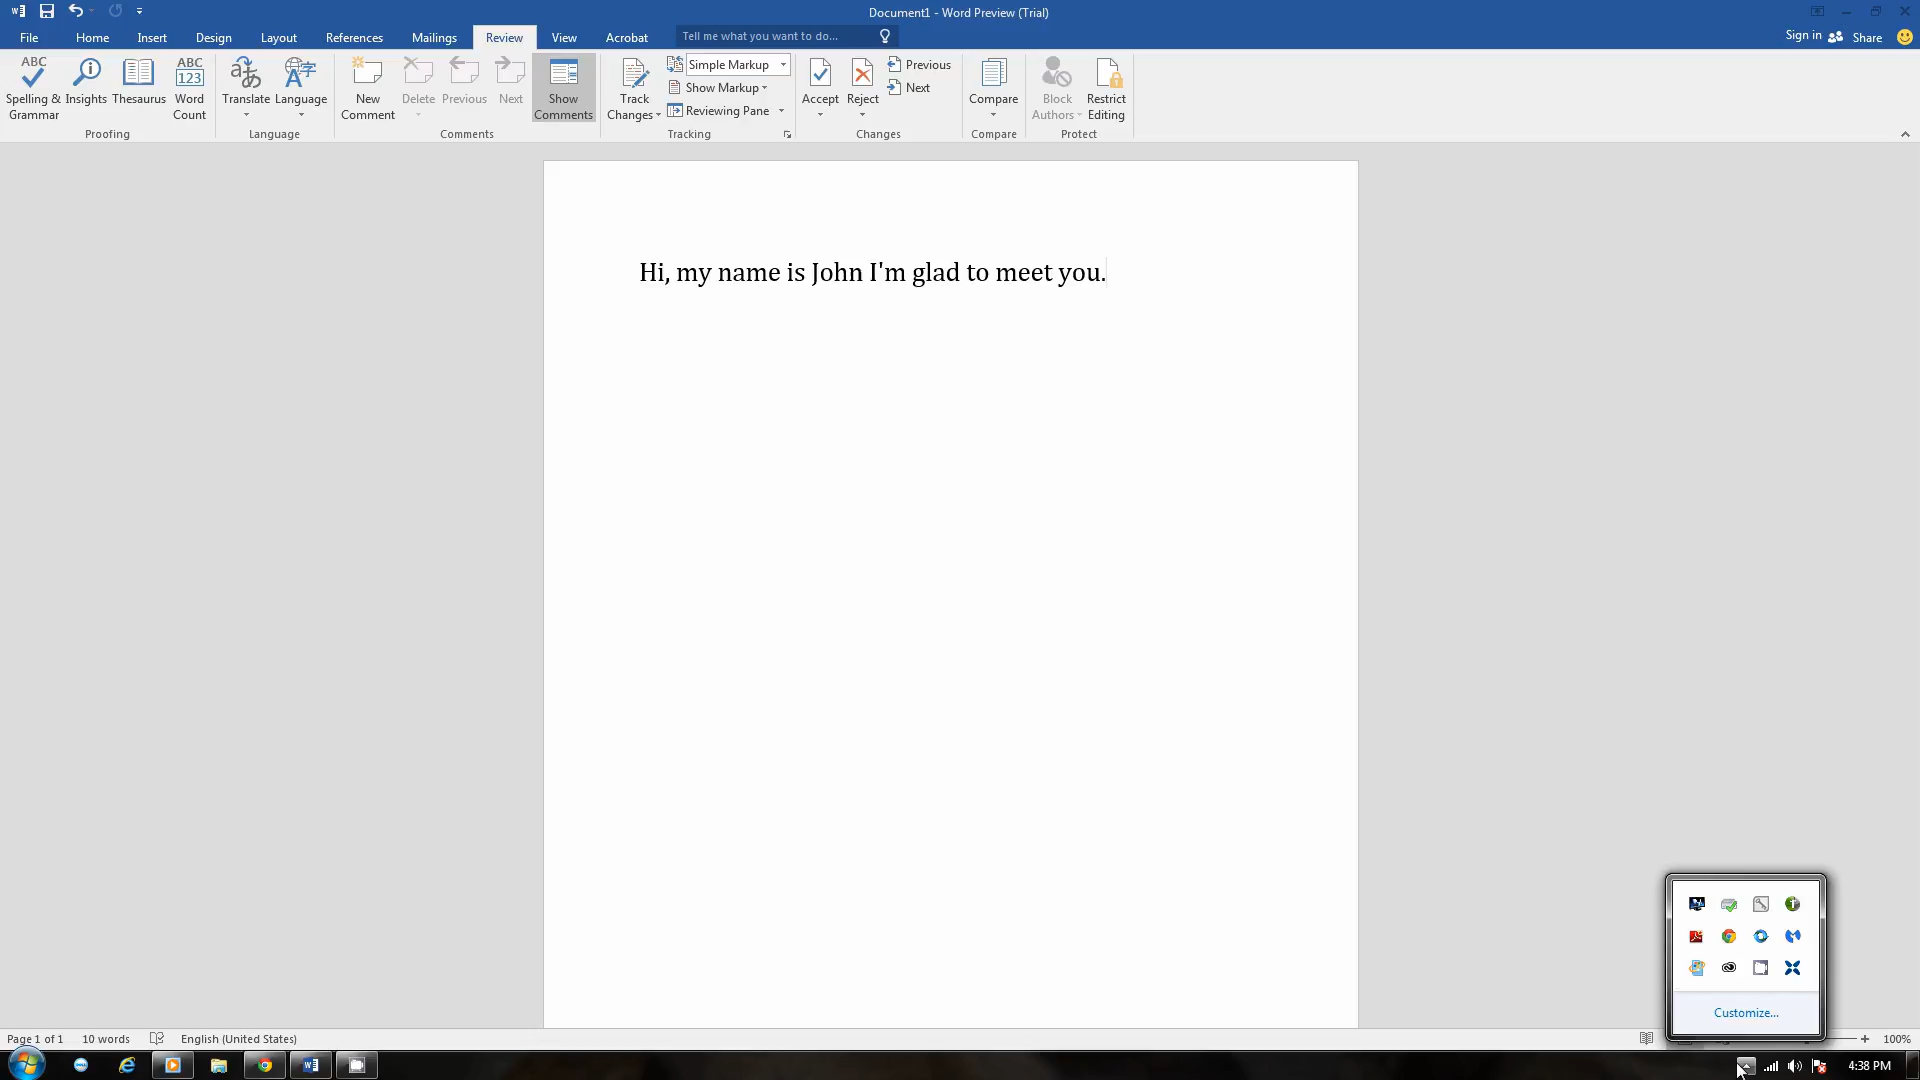 Document1 - Word Preview (Trial)
File Home Insert Design Layout References Mailings Review View Acrobat Tell me what you want to do... Sign in Share
ABC Spelling & Grammar Insights Thesaurus ABC 123 Word Count
Proofing
Translate Language
Language
New Comment Delete Previous Next Show Comments
Comments
Track Changes Simple Markup
Show Markup
Reviewing Pane
Tracking
Accept Reject Previous
Next
Changes
Compare
Compare
Block Authors Restrict Editing
Protect
Hi, my name is John I'm glad to meet you.
Customize...
Page 1 of 1 10 words English (United States) 100%
4:38 PM